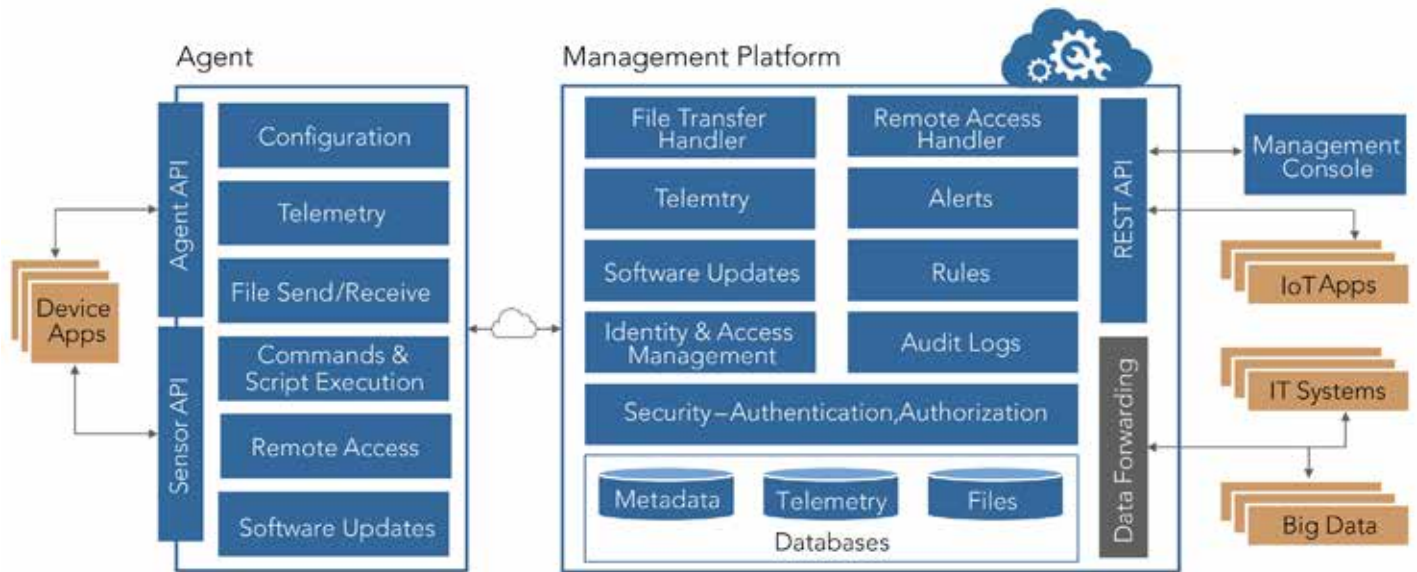 Agent
Management Platform
Agent API
Sensor API
Device
Apps
Configuration
Telemetry
File Send/Receive
Commands &
Script Execution
Remote Access
Software Updates
File Transfer
Handler
Remote Access
Handler
Telemtry
Alerts
Software Updates
Rules
Identity & Access
Management
Audit Logs
Security–Authentication,Authorization
Metadata
Telemetry
Files
Databases
REST API
Data Forwarding
Management
Console
IoT Apps
IT Systems
Big Data